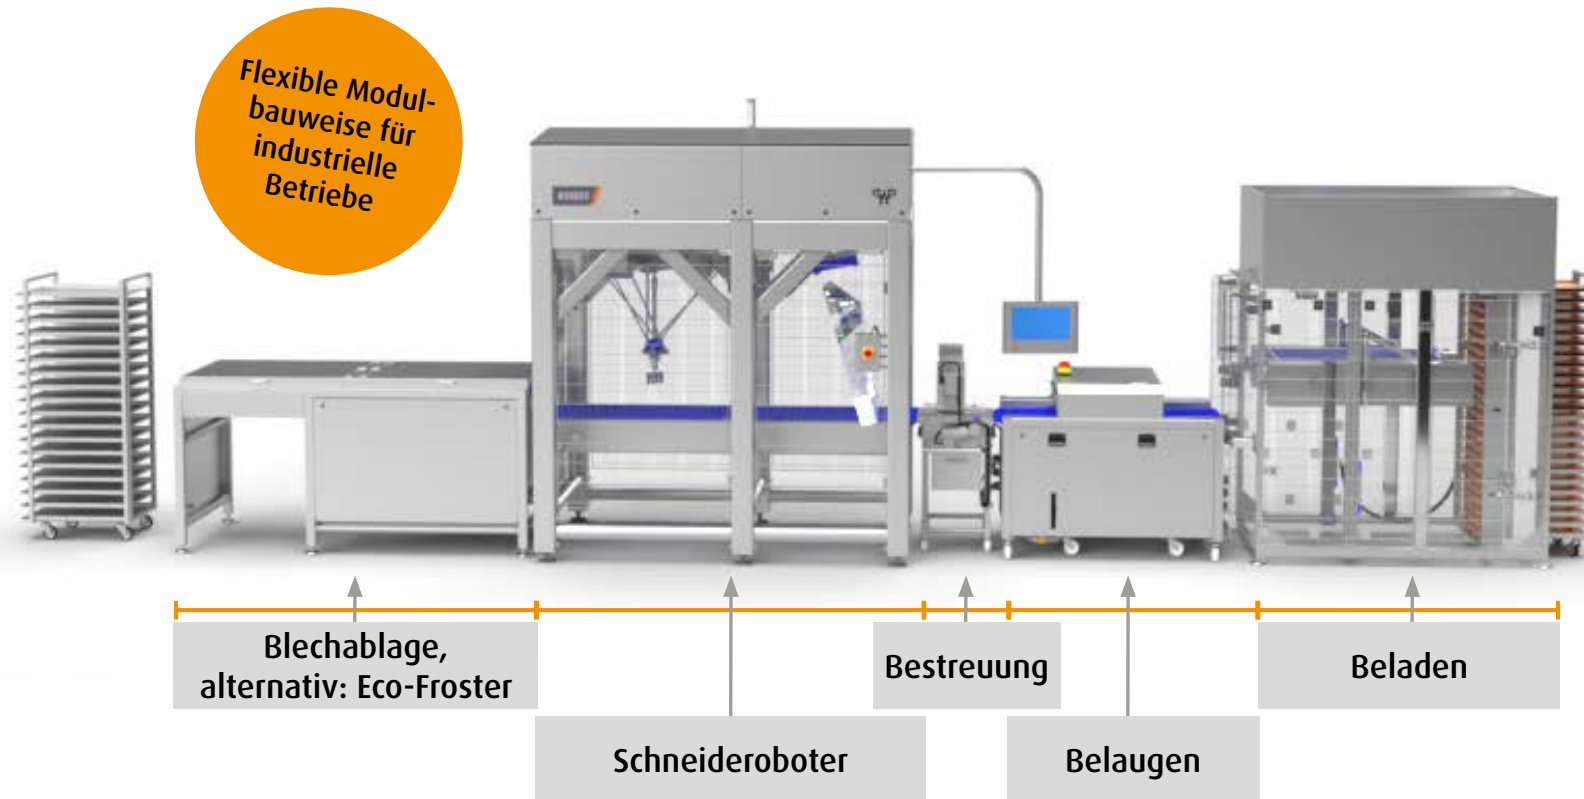 Flexible Modul-
bauweise für
industrielle
Betriebe
Blechablage,
alternativ: Eco-Froster
Schneideroboter
Bestreuung
Belaugen
Beladen